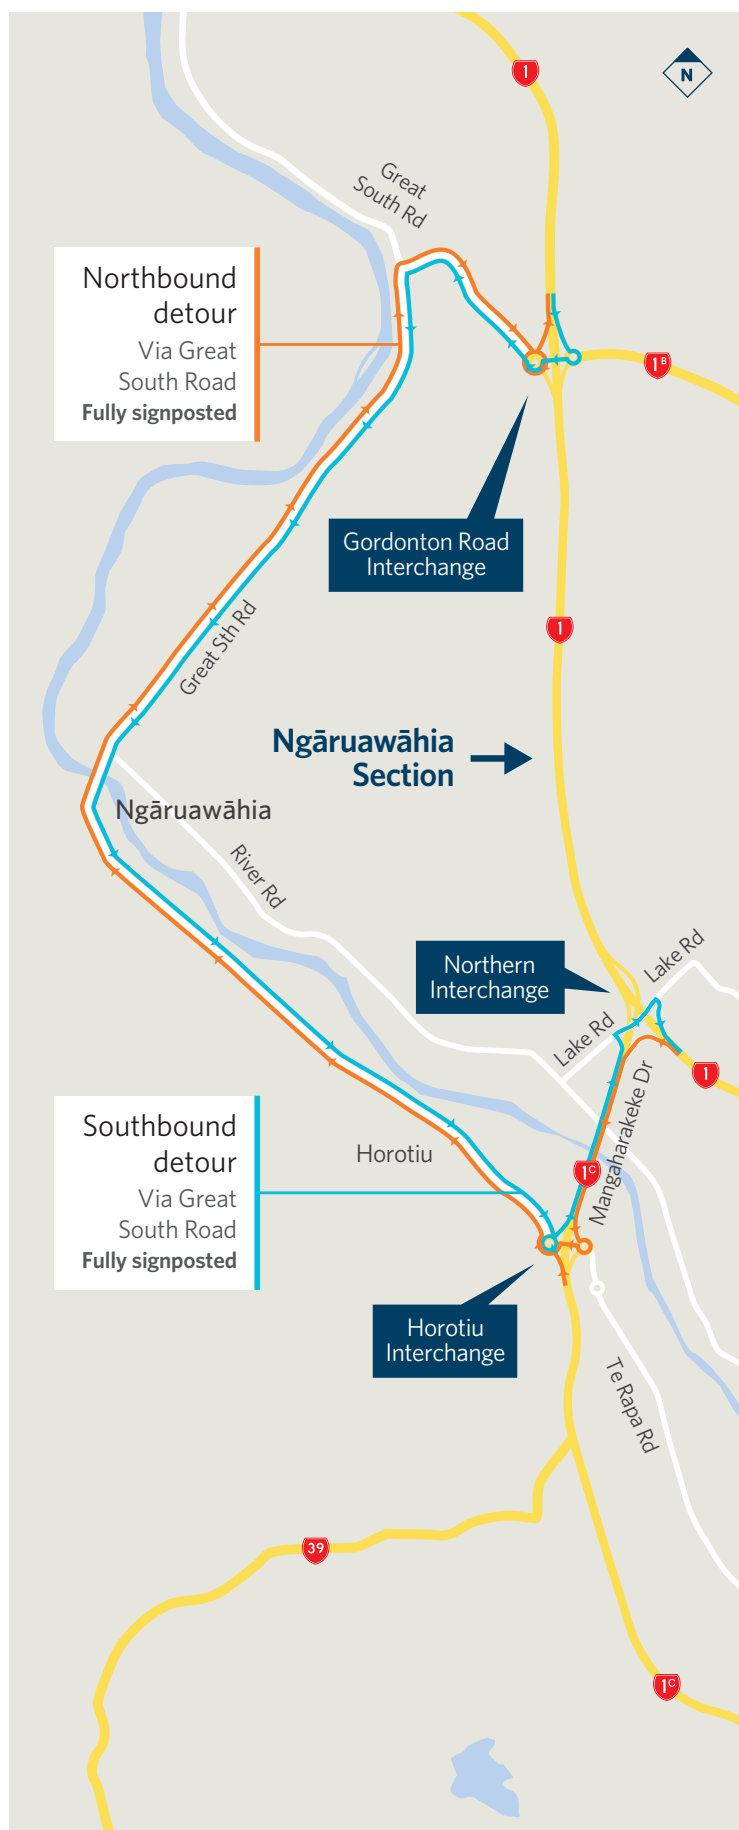 1
N
Great
South Rd
Northbound
detour
Via Great
South Road
Fully signposted
1B
Gordonton Road
Interchange
Great Sth Rd
1
Ngāruawāhia
Section
Ngāruawāhia
River Rd
Northern
Interchange
Lake Rd
Lake Rd
1
Mangaharakeke Dr
Southbound
detour
Via Great
South Road
Fully signposted
Horotiu
1C
Horotiu
Interchange
Te Rapa Rd
39
1C